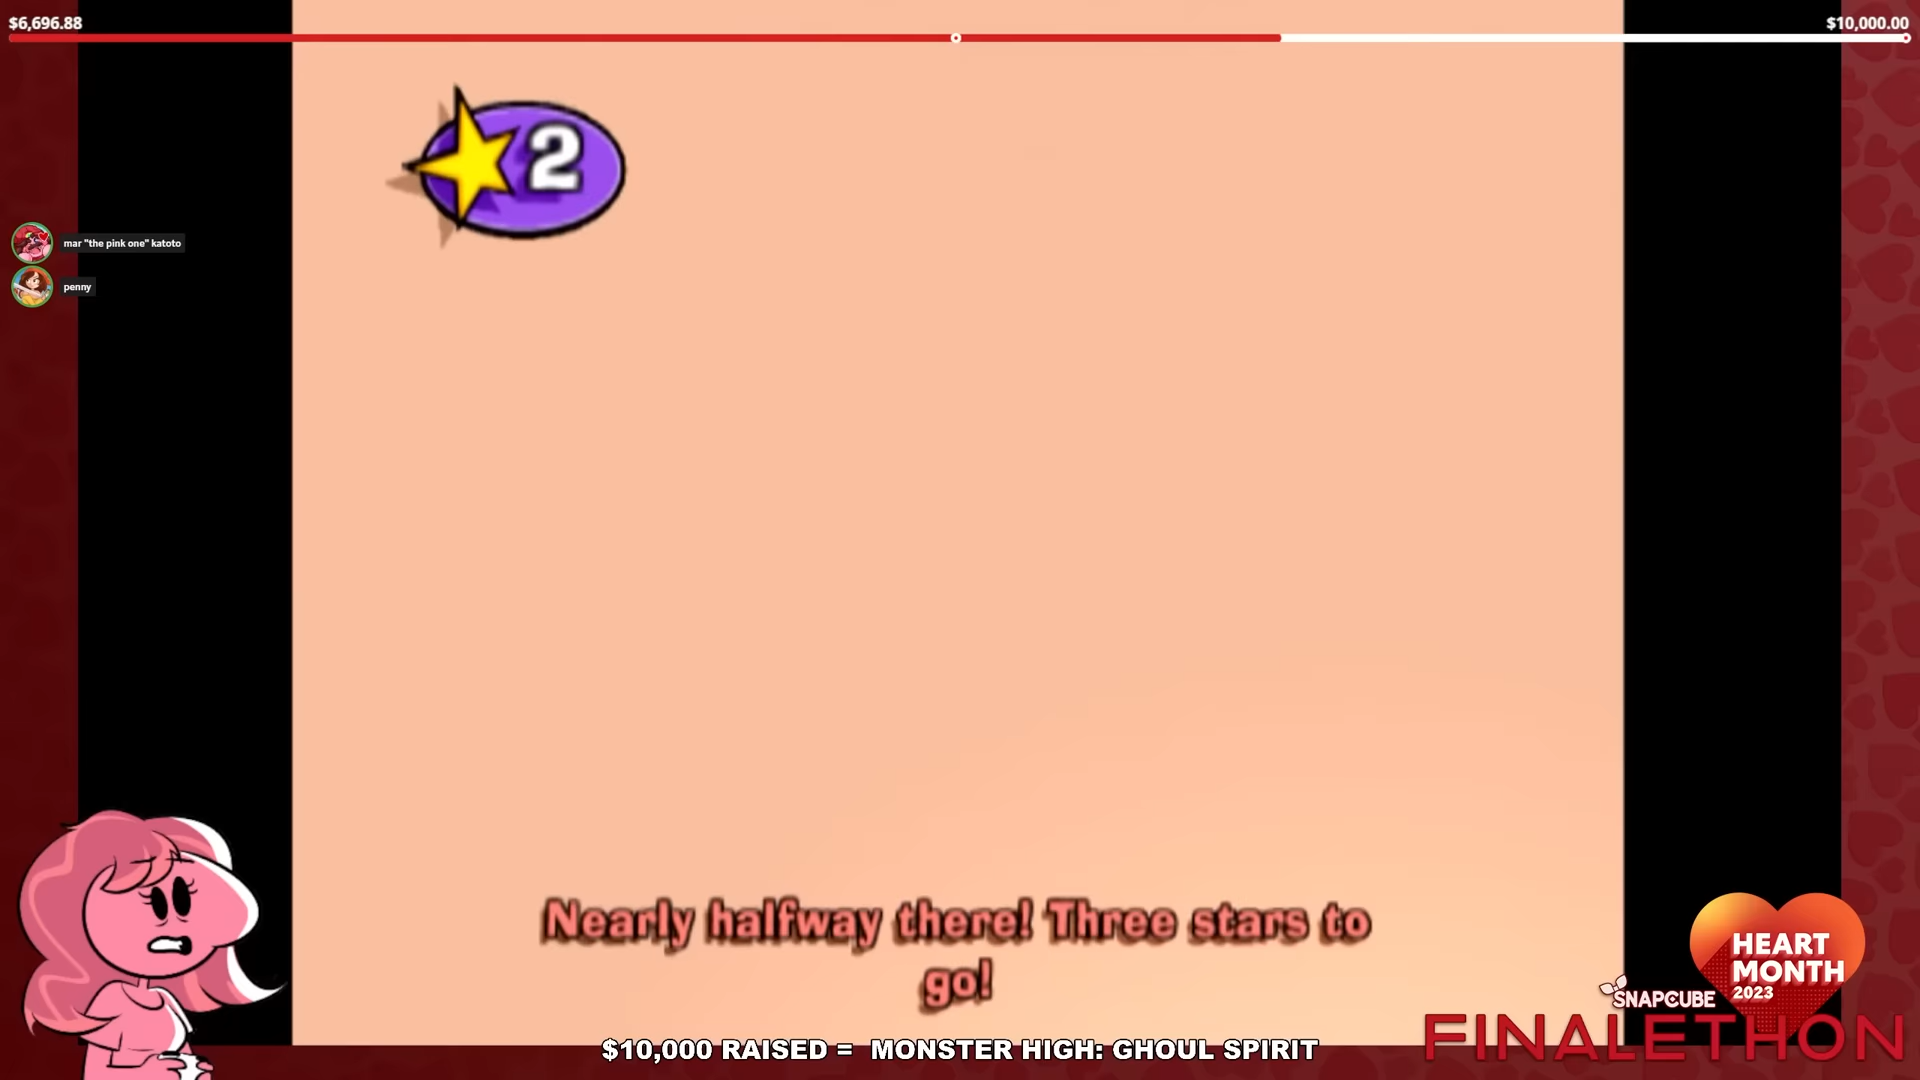 $6,696.88
$10,000.00
2
mar "the pink one" katoto
penny
Nearly halfway there! Three stars to
go!
HEART
MONTH
2023
SNAPCUBE
FINALETHON
$10,000 RAISED = MONSTER HIGH: GHOUL SPIRIT